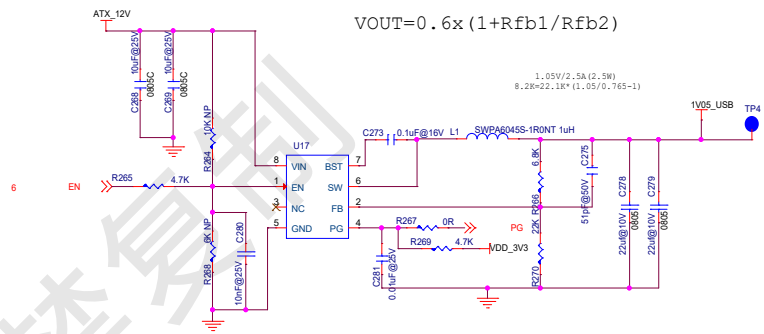 ATX_12V
VOUT=0.6x(1+Rfb1/Rfb2)
1.05V/2.5A(2.5W)
8.2K=22.1K*(1.05/0.765-1)
1V05_USB
TP4
C268
10uF@25V
0805C
C269
10uF@25V
0805C
R264
10K NP
U17
C273
0.1uF@16V
L1
SWPA6045S-1R0NT 1uH
8
VIN
BST
7
1
EN
SW
6
3
NC
FB
2
5
GND
PG
4
6
EN
R265
4.7K
6.8K
R266
C275
51pF@50V
C278
22uf@10V
0805
C279
22uf@10V
0805
R267
0R
PG
22K
R270
R269
4.7K
VDD_3V3
R268
6K NP
C280
10nF@25V
C281
0.01uF@25V
禁复制